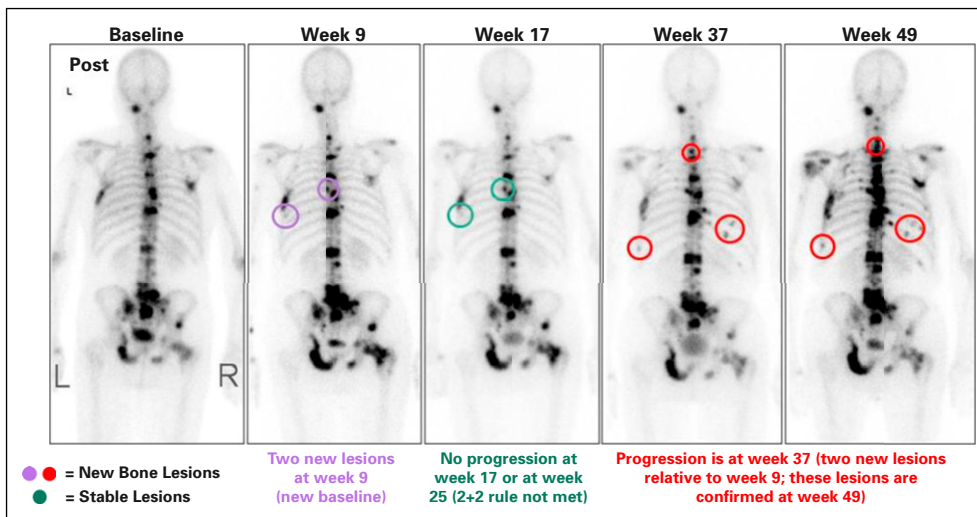 Baseline
Week 9
Week 17
Week 37
Week 49
Post
L
L
R
= New Bone Lesions
= Stable Lesions
Two new lesions
at week 9
(new baseline)
No progression at
week 17 or at week
25 (2+2 rule not met)
Progression is at week 37 (two new lesions
relative to week 9; these lesions are
confirmed at week 49)